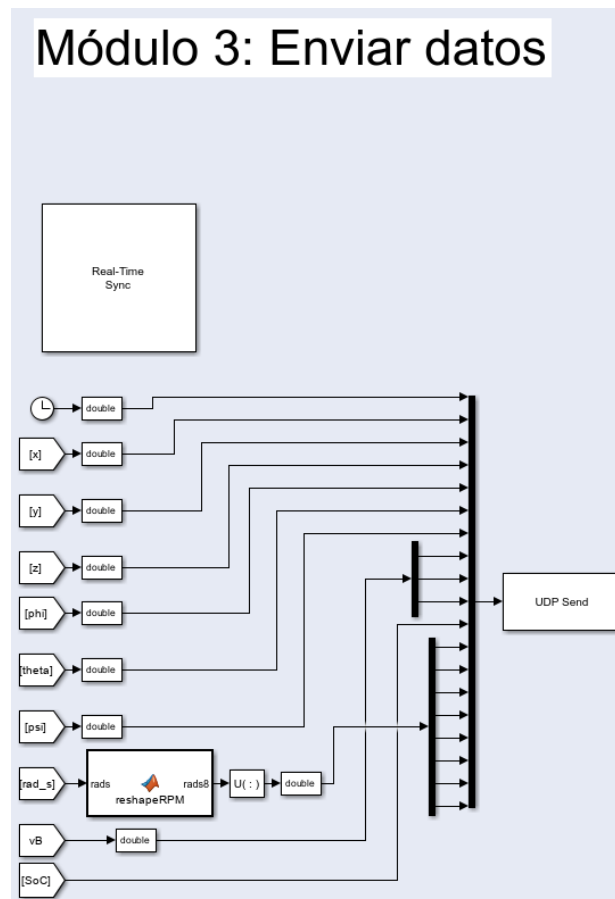 Módulo 3: Enviar datos
Real-Time
Sync
double
[x]
double
[y]
double
[z]
double
[phi]
double
[theta]
double
[psi]
double
UDP Send
[rad_s]
rads
rads8
reshapeRPM
U( : )
double
vB
double
[SoC]